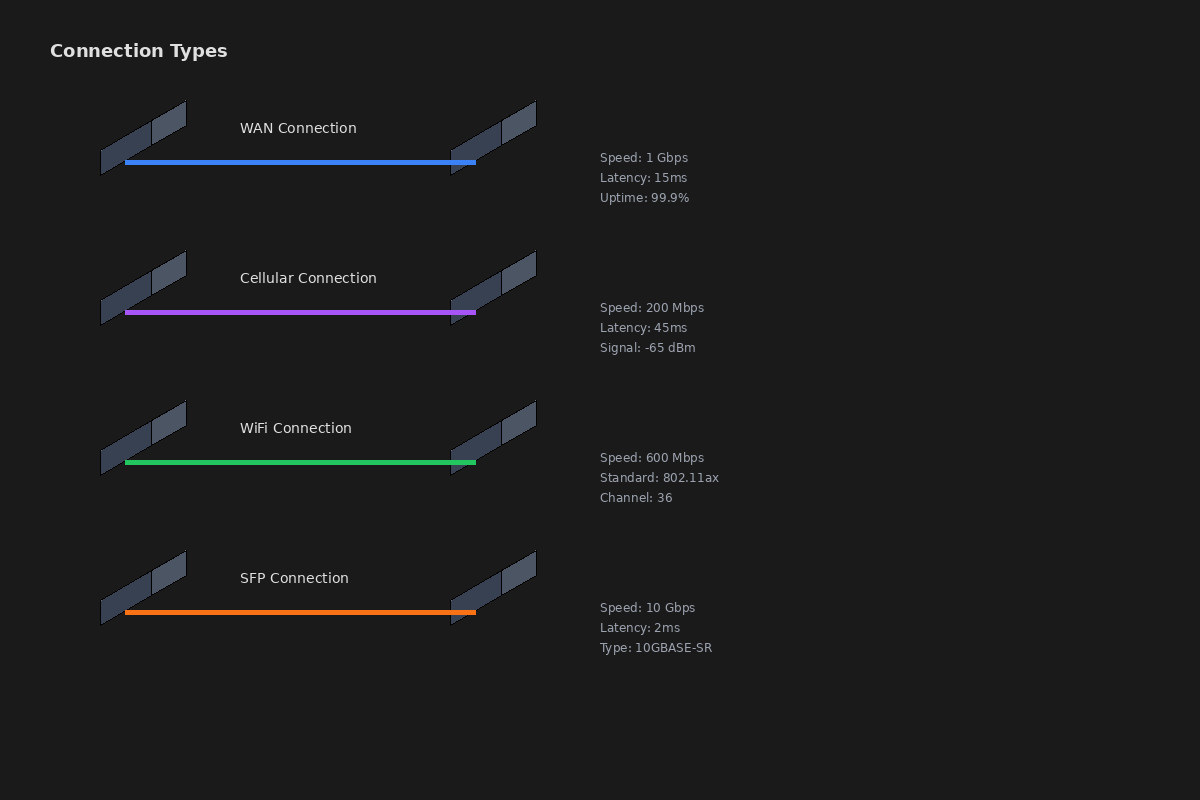 Connection Types
WAN Connection
Speed: 1 Gbps
Latency: 15ms
Uptime: 99.9%
Cellular Connection
Speed: 200 Mbps
Latency: 45ms
Signal: -65 dBm
WiFi Connection
Speed: 600 Mbps
Standard: 802.11ax
Channel: 36
SFP Connection
Speed: 10 Gbps
Latency: 2ms
Type: 10GBASE-SR